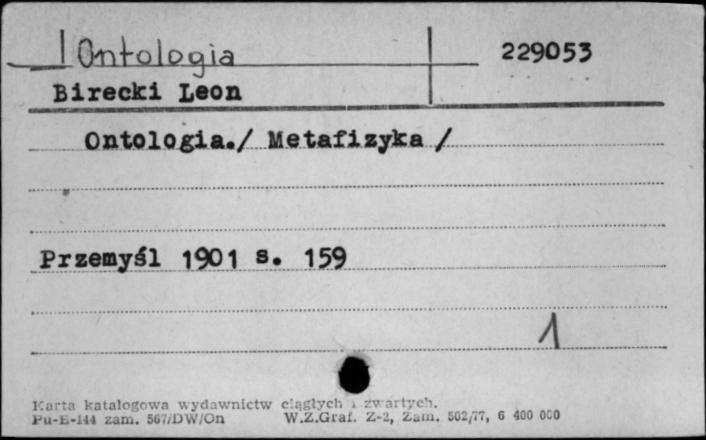 Ontologia 229053
Birecki Leon
Ontologia./ Metafizyka /
Przemyśl 1901 s. 159
1
Karta katalogowa wydawnictw ciągłych i zwartych.
Pu-E-144 zam. 567/DW/On W.Z.Graf. Z-2, Zam. 502/77, 6 400 000